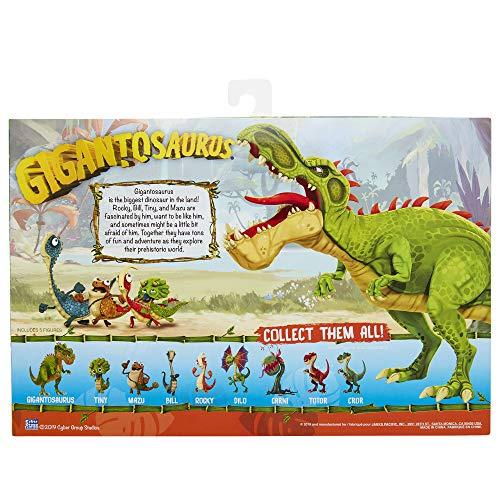 GIGANTOSAURUS
Gigantosaurus
is the biggest dinosaur in the land!
Rocky, Bill, Tiny, and Mazu are
fascinated by him, want to be like him,
and sometimes might be a little bit
afraid of him. Together they have tons
of fun and adventure as they explore
their prehistoric world.
INCLUDES 5 FIGURES
COLLECT THEM ALL!
GIGANTOSAURUS TINY MAZU BILL ROCKY DILO CARNI TOTOR CROR
©2019 Cyber Group Studios